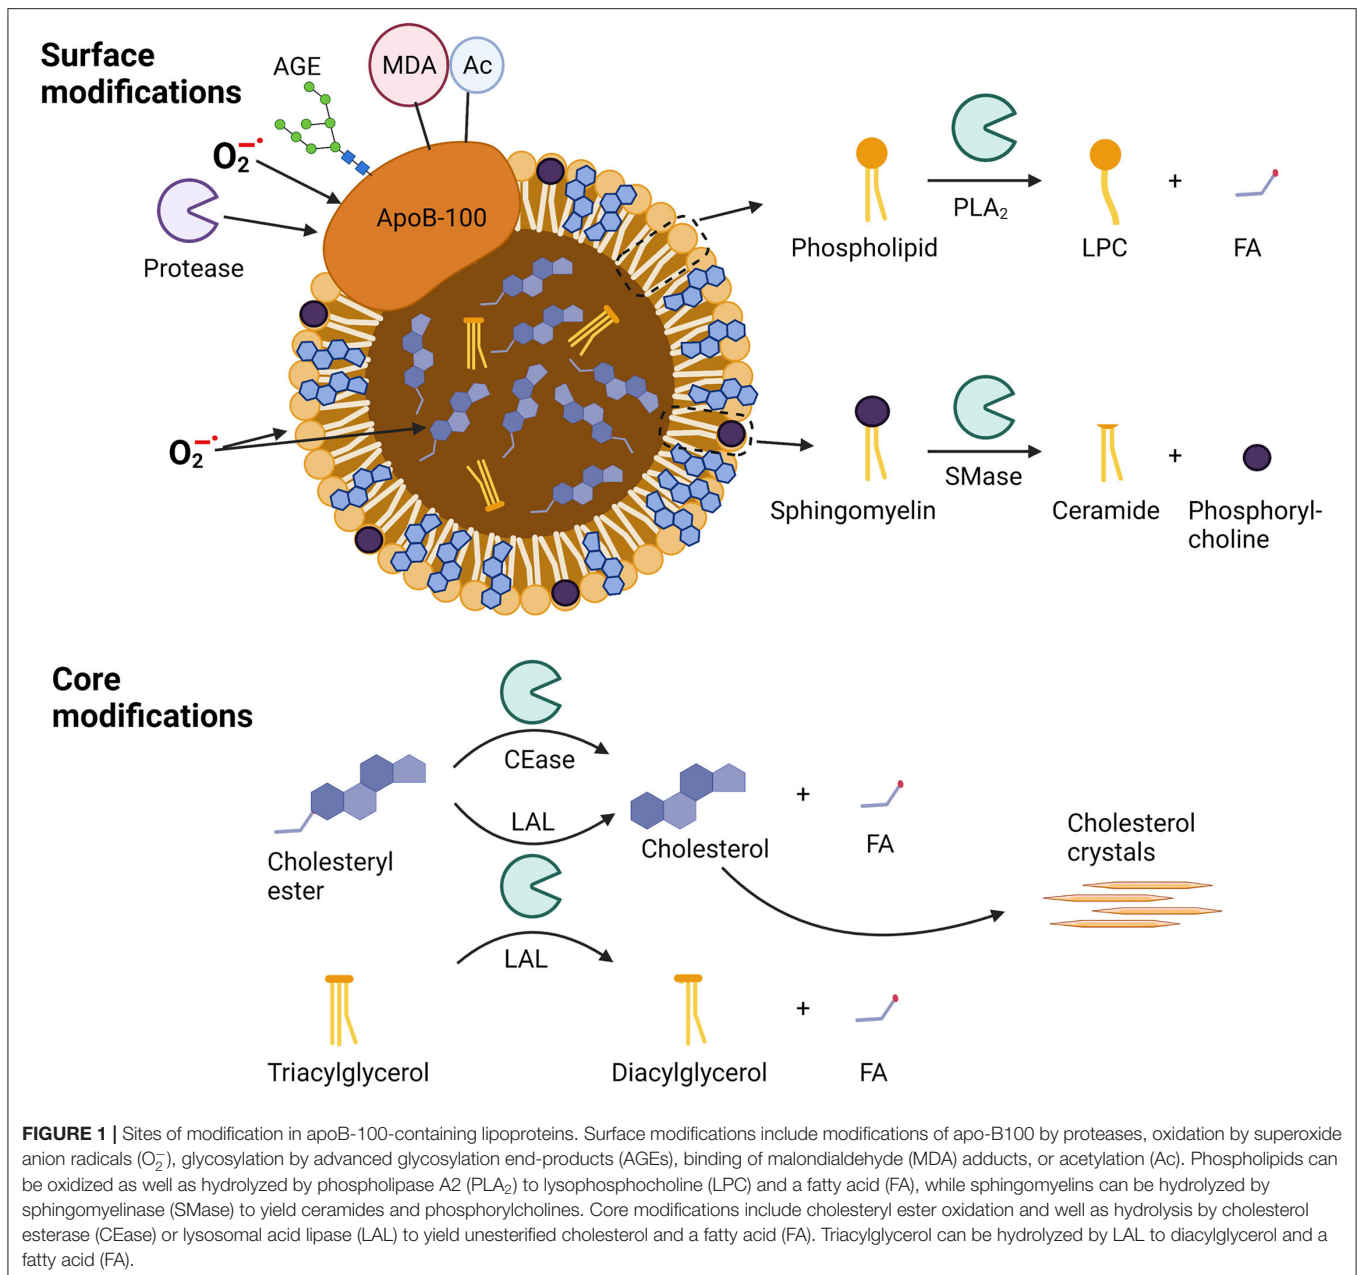 Surface
modifications
AGE
MDA
Ac
O₂⁻•
Protease
ApoB-100
O₂⁻•
Phospholipid
PLA₂
LPC
+
FA
Sphingomyelin
SMase
Ceramide
+
Phosphoryl-
choline
Core
modifications
CEase
LAL
Cholesteryl
ester
Cholesterol
+
FA
Cholesterol
crystals
LAL
Triacylglycerol
Diacylglycerol
+
FA
FIGURE 1 | Sites of modification in apoB-100-containing lipoproteins. Surface modifications include modifications of apo-B100 by proteases, oxidation by superoxide
anion radicals (O₂⁻), glycosylation by advanced glycosylation end-products (AGEs), binding of malondialdehyde (MDA) adducts, or acetylation (Ac). Phospholipids can
be oxidized as well as hydrolyzed by phospholipase A2 (PLA₂) to lysophosphocholine (LPC) and a fatty acid (FA), while sphingomyelins can be hydrolyzed by
sphingomyelinase (SMase) to yield ceramides and phosphorylcholines. Core modifications include cholesteryl ester oxidation and well as hydrolysis by cholesterol
esterase (CEase) or lysosomal acid lipase (LAL) to yield unesterified cholesterol and a fatty acid (FA). Triacylglycerol can be hydrolyzed by LAL to diacylglycerol and a
fatty acid (FA).